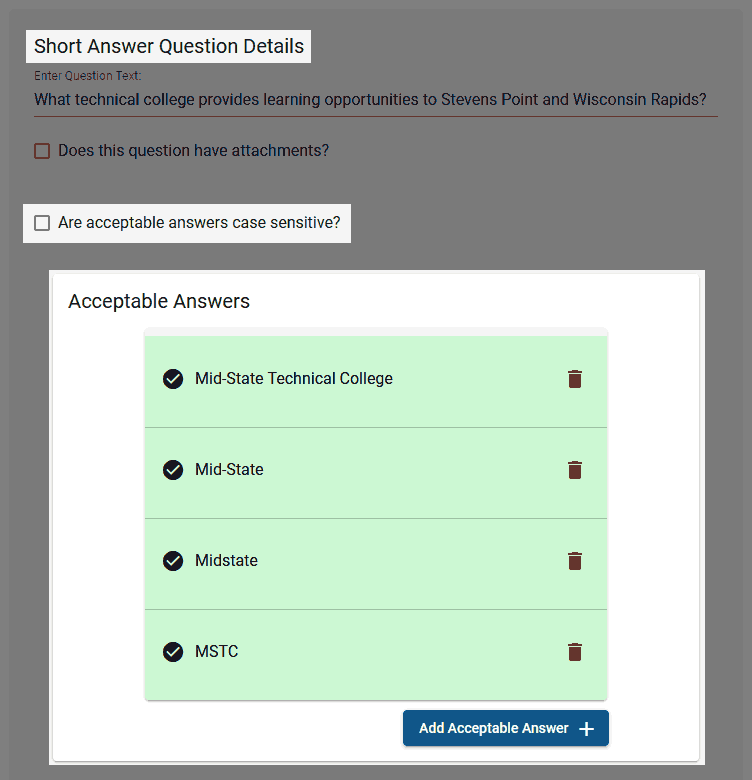 Short Answer Question Details
Enter Question Text:
What technical college provides learning opportunities to Stevens Point and Wisconsin Rapids?
Does this question have attachments?
Are acceptable answers case sensitive?
Acceptable Answers
Mid-State Technical College
Mid-State
Midstate
MSTC
Add Acceptable Answer